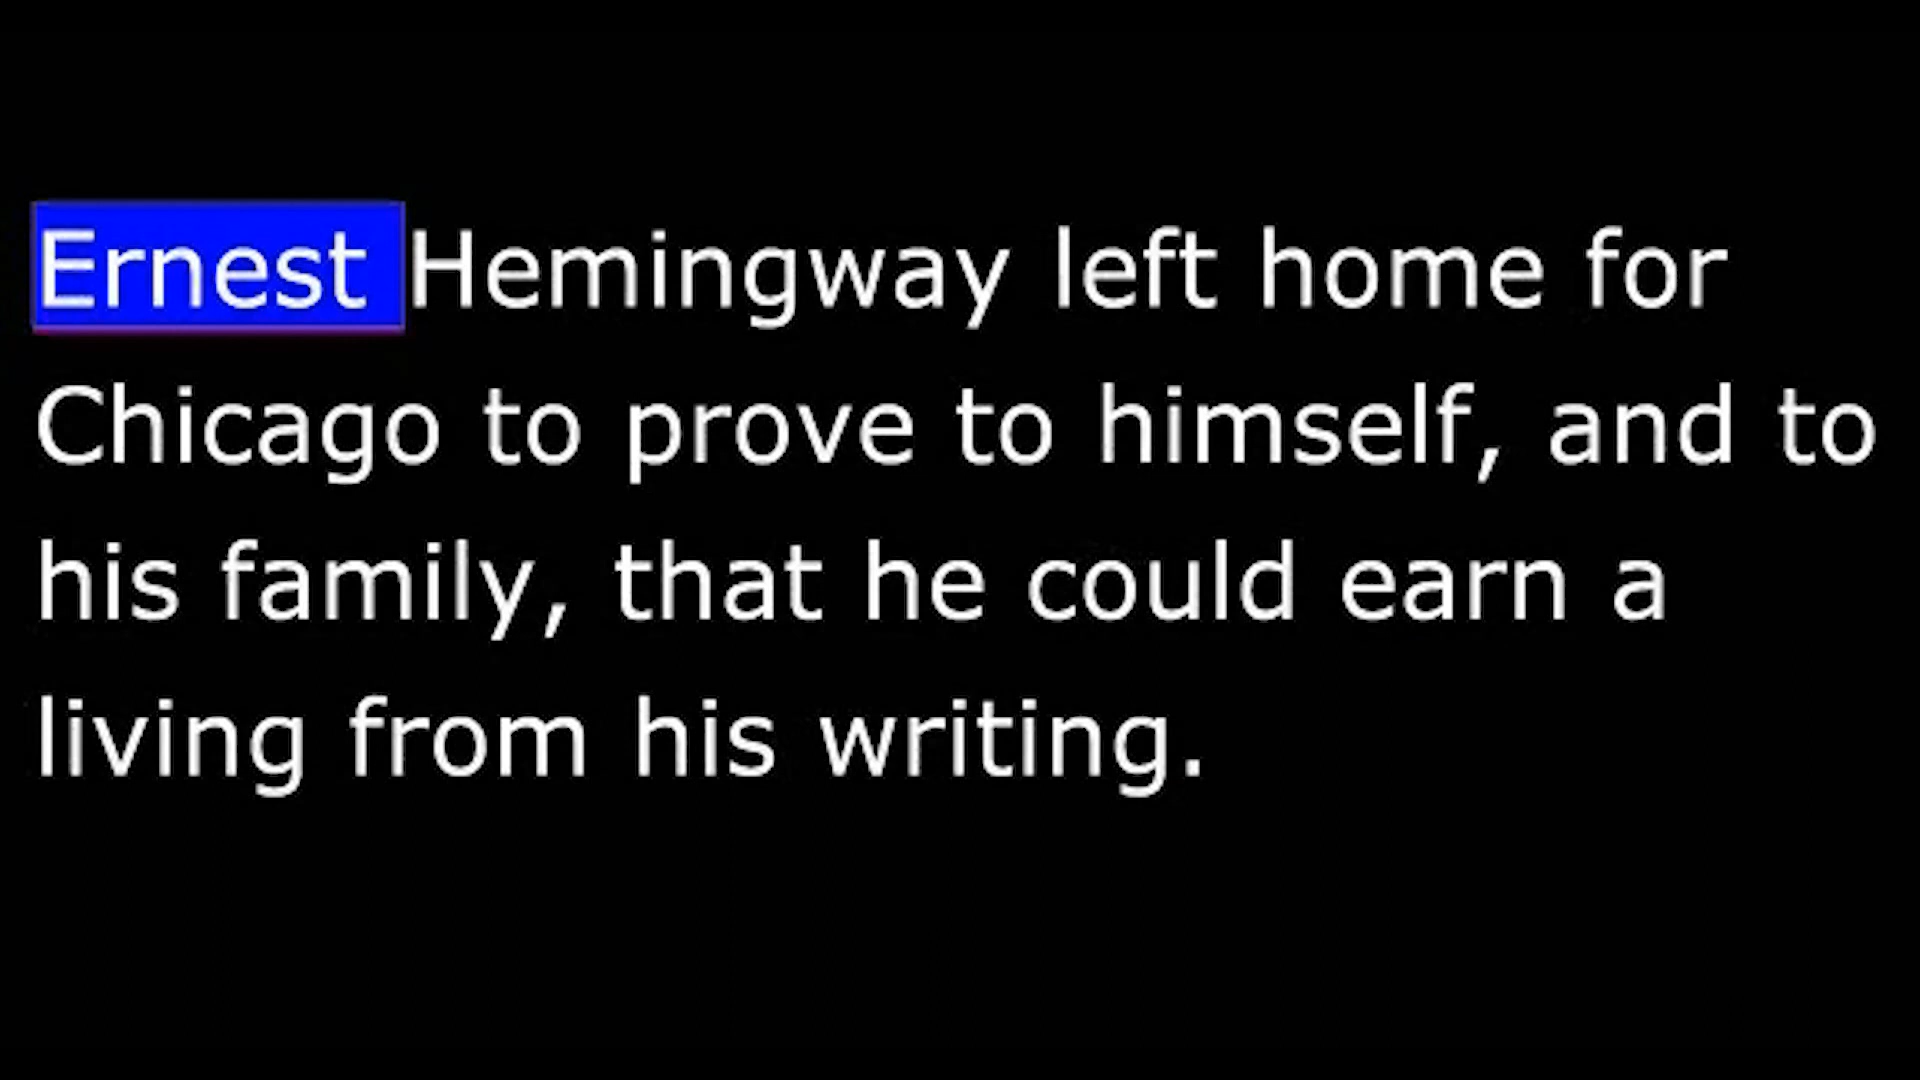 Ernest Hemingway left home for
Chicago to prove to himself, and to
his family, that he could earn a
living from his writing.